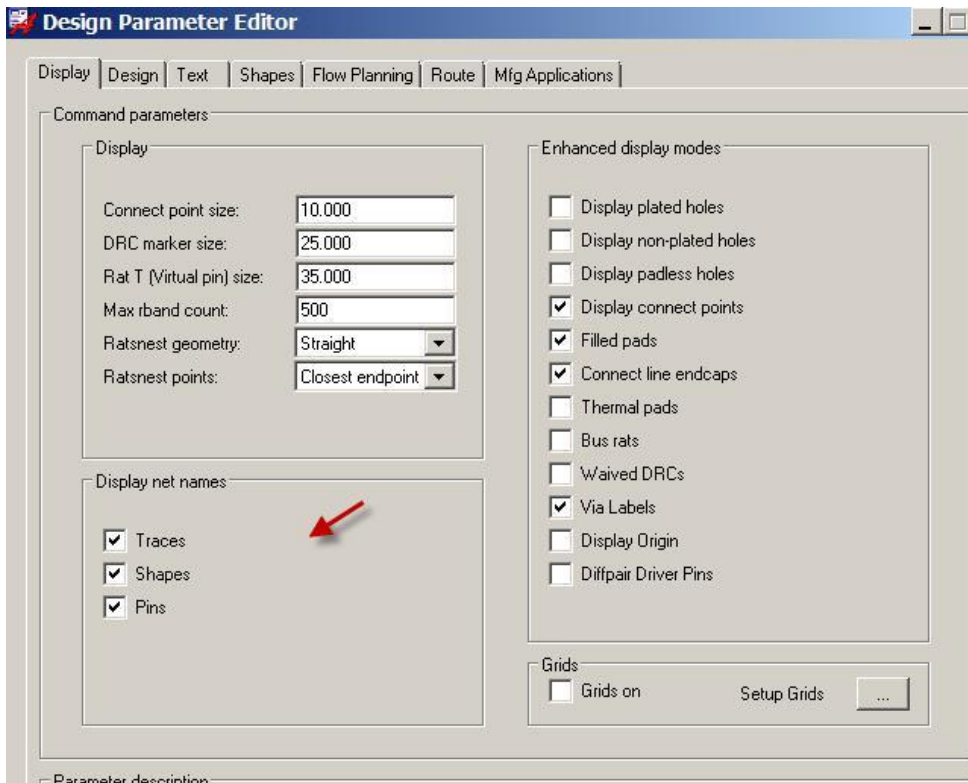 Design Parameter Editor
Display Design Text Shapes Flow Planning Route Mfg Applications
Command parameters
Display
Connect point size: 10.000
DRC marker size: 25.000
Rat T (Virtual pin) size: 35.000
Max rband count: 500
Ratsnest geometry: Straight
Ratsnest points: Closest endpoint
Display net names
Traces
Shapes
Pins
Enhanced display modes
Display plated holes
Display non-plated holes
Display padless holes
Display connect points
Filled pads
Connect line endcaps
Thermal pads
Bus rats
Waived DRCs
Via Labels
Display Origin
Diffpair Driver Pins
Grids
Grids on Setup Grids ...
Parameter description